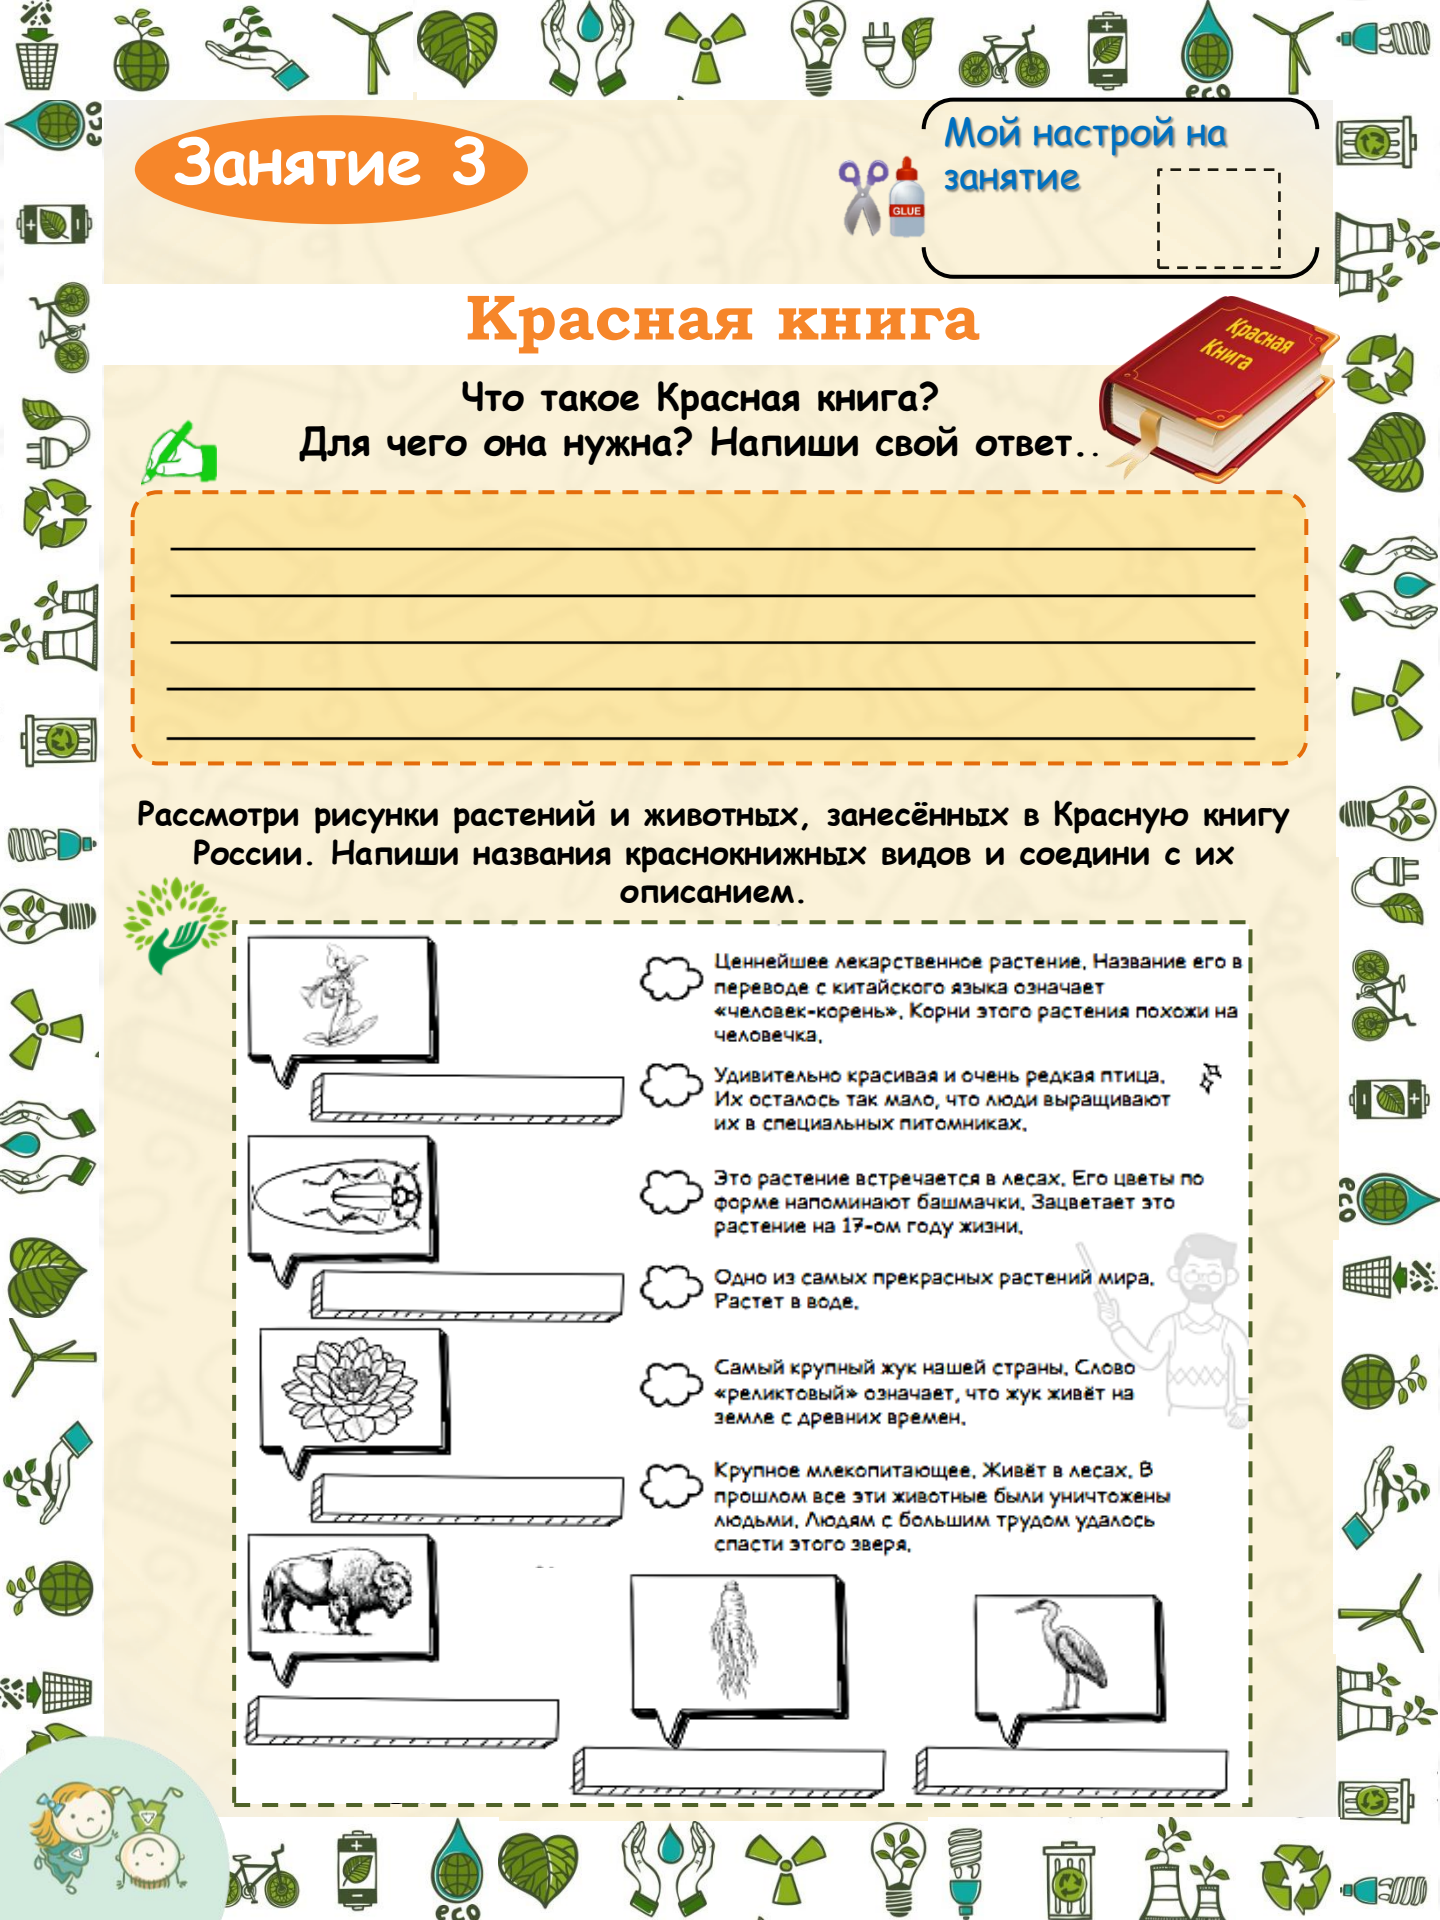 eco
eco
Занятие 3
Мой настрой на
занятие
GLUE
Красная книга
Красная
Книга
Что такое Красная книга?
Для чего она нужна? Напиши свой ответ..
Рассмотри рисунки растений и животных, занесённых в Красную книгу
России. Напиши названия краснокнижных видов и соедини с их
описанием.
Ценнейшее лекарственное растение. Название его в
переводе с китайского языка означает
«человек-корень». Корни этого растения похожи на
человечка.
Удивительно красивая и очень редкая птица.
Их осталось так мало, что люди выращивают
их в специальных питомниках.
Это растение встречается в лесах. Его цветы по
форме напоминают башмачки. Зацветает это
растение на 17-ом году жизни.
eco
Одно из самых прекрасных растений мира.
Растет в воде.
Самый крупный жук нашей страны. Слово
«реликтовый» означает, что жук живёт на
земле с древних времен.
Крупное млекопитающее. Живёт в лесах. В
прошлом все эти животные были уничтожены
людьми. Людям с большим трудом удалось
спасти этого зверя.
eco